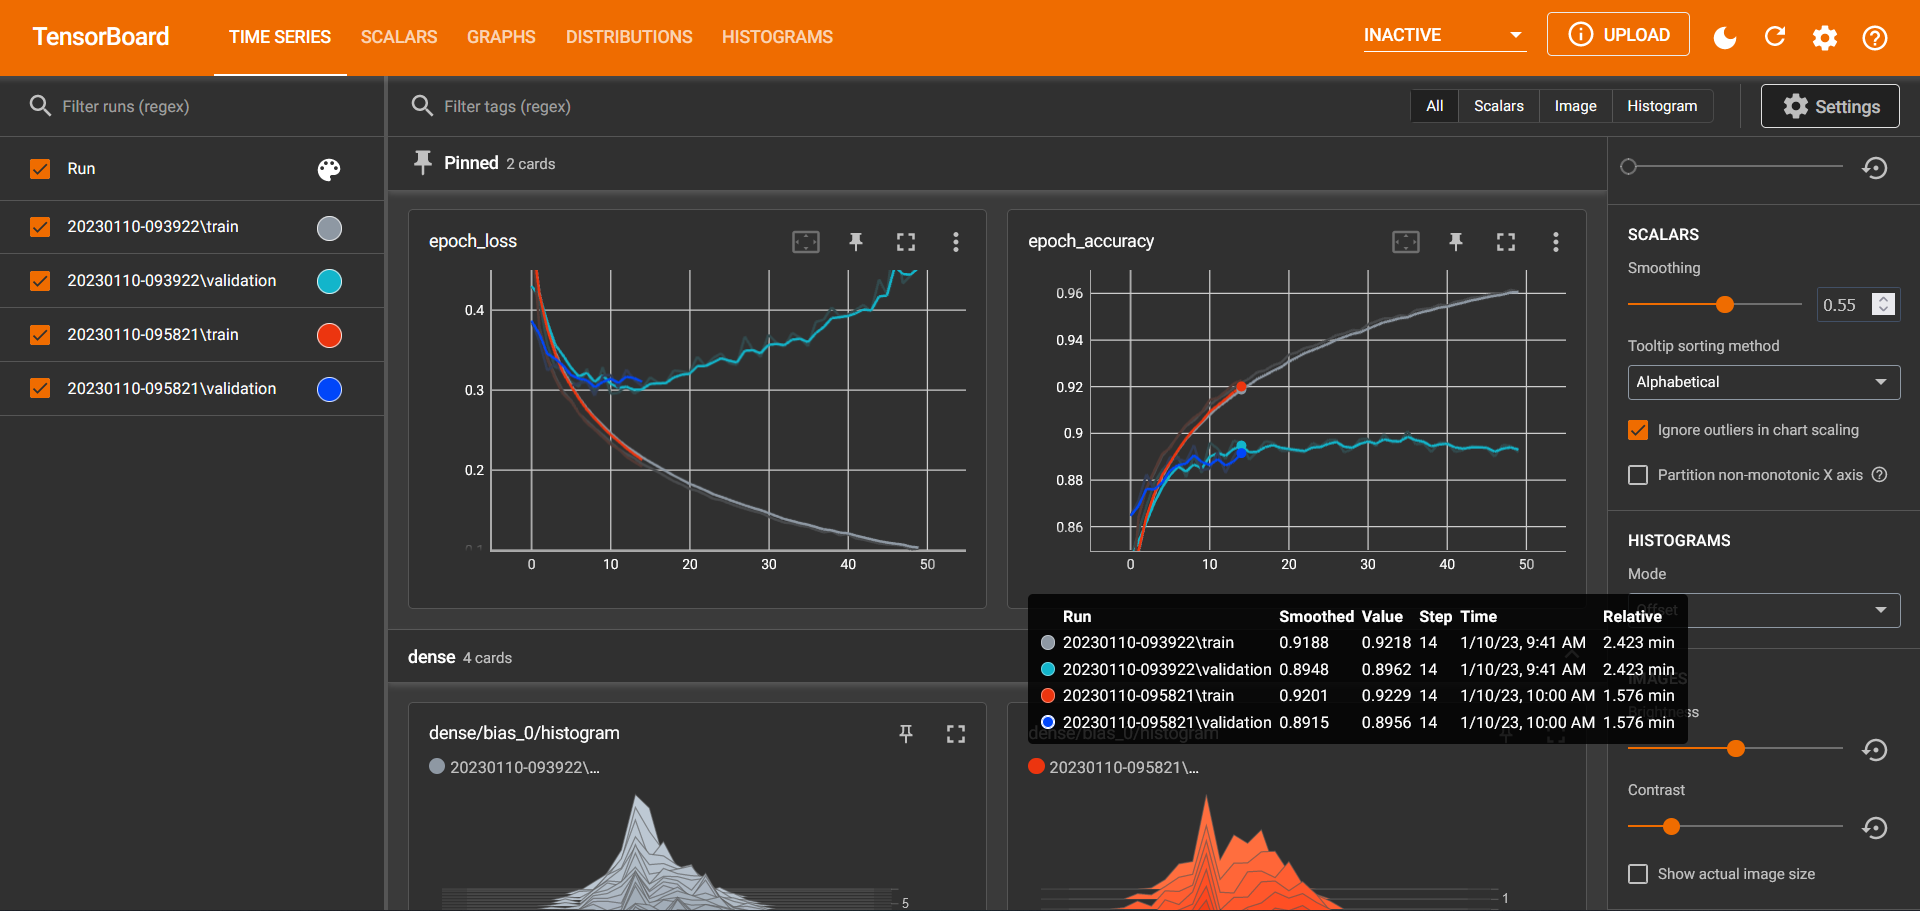 TensorBoard TIME SERIES SCALARS GRAPHS DISTRIBUTIONS HISTOGRAMS INACTIVE UPLOAD
Filter runs (regex)
Filter tags (regex)
All Scalars Image Histogram
Settings
Run
20230110-093922\train
20230110-093922\validation
20230110-095821\train
20230110-095821\validation
Pinned 2 cards
epoch_loss
0.4
0.3
0.2
0.1
0 10 20 30 40 50
epoch_accuracy
0.96
0.94
0.92
0.9
0.88
0.86
0 10 20 30 40 50
Run Smoothed Value Step Time Relative
20230110-093922\train 0.9188 0.9218 14 1/10/23, 9:41 AM 2.423 min
20230110-093922\validation 0.8948 0.8962 14 1/10/23, 9:41 AM 2.423 min
20230110-095821\train 0.9201 0.9229 14 1/10/23, 10:00 AM 1.576 min
20230110-095821\validation 0.8915 0.8956 14 1/10/23, 10:00 AM 1.576 min
dense 4 cards
dense/bias_0/histogram
20230110-093922\...
5
dense/bias_0/histogram
20230110-095821\...
1
SCALARS
Smoothing
0.55
Tooltip sorting method
Alphabetical
Ignore outliers in chart scaling
Partition non-monotonic X axis
HISTOGRAMS
Mode
Offset
IMAGES
Brightness
Contrast
Show actual image size